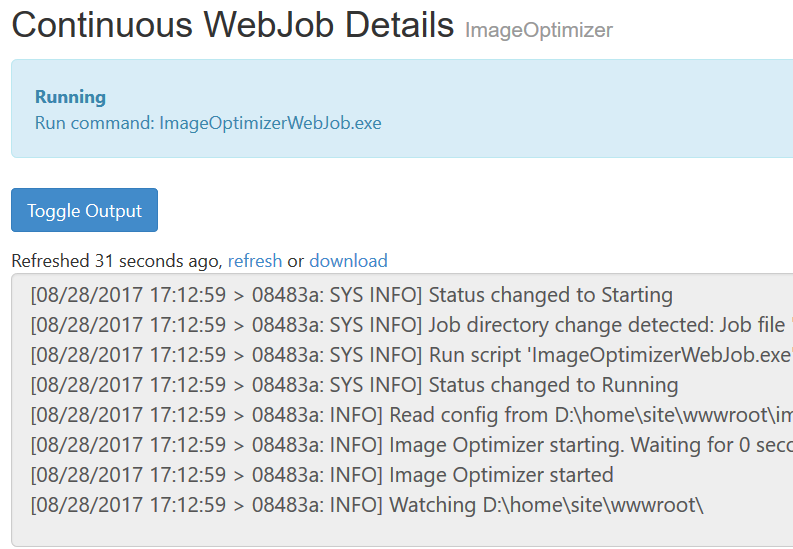 Continuous WebJob Details ImageOptimizer
Running
Run command: ImageOptimizerWebJob.exe
Toggle Output
Refreshed 31 seconds ago, refresh or download
[08/28/2017 17:12:59 > 08483a: SYS INFO] Status changed to Starting
[08/28/2017 17:12:59 > 08483a: SYS INFO] Job directory change detected: Job file '
[08/28/2017 17:12:59 > 08483a: SYS INFO] Run script 'ImageOptimizerWebJob.exe'
[08/28/2017 17:12:59 > 08483a: SYS INFO] Status changed to Running
[08/28/2017 17:12:59 > 08483a: INFO] Read config from D:\home\site\wwwroot\im
[08/28/2017 17:12:59 > 08483a: INFO] Image Optimizer starting. Waiting for 0 seco
[08/28/2017 17:12:59 > 08483a: INFO] Image Optimizer started
[08/28/2017 17:12:59 > 08483a: INFO] Watching D:\home\site\wwwroot\